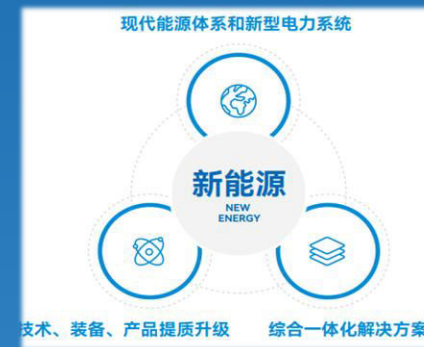 现代能源体系和新型电力系统
新能源
NEW
ENERGY
技术、装备、产品提质升级
综合一体化解决方案